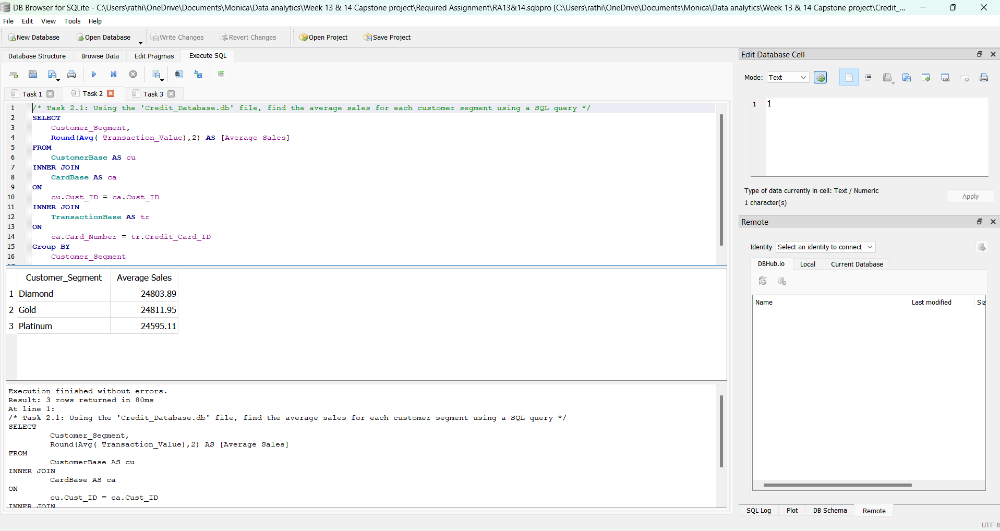 DB Browser for SQLite - C:\Users\rathi\OneDrive\Documents\Monica\Data analytics\Week 13 & 14 Capstone project\Required Assignment\RA13&14.sqbpro [C:\Users\rathi\OneDrive\Documents\Monica\Data analytics\Week 13 & 14 Capstone project\Credit_...
File Edit View Tools Help
New Database Open Database Write Changes Revert Changes Open Project Save Project
Database Structure Browse Data Edit Pragmas Execute SQL
Task 1 Task 2 Task 3
1 /* Task 2.1: Using the 'Credit_Database.db' file, find the average sales for each customer segment using a SQL query */
2 SELECT
3 Customer_Segment,
4 Round(Avg( Transaction_Value),2) AS [Average Sales]
5 FROM
6 CustomerBase AS cu
7 INNER JOIN
8 CardBase AS ca
9 ON
10 cu.Cust_ID = ca.Cust_ID
11 INNER JOIN
12 TransactionBase AS tr
13 ON
14 ca.Card_Number = tr.Credit_Card_ID
15 Group BY
16 Customer_Segment
Customer_Segment Average Sales
1 Diamond 24803.89
2 Gold 24811.95
3 Platinum 24595.11
Execution finished without errors.
Result: 3 rows returned in 80ms
At line 1:
/* Task 2.1: Using the 'Credit_Database.db' file, find the average sales for each customer segment using a SQL query */
SELECT
Customer_Segment,
Round(Avg( Transaction_Value),2) AS [Average Sales]
FROM
CustomerBase AS cu
INNER JOIN
CardBase AS ca
ON
cu.Cust_ID = ca.Cust_ID
INNER JOIN
Edit Database Cell
Mode: Text
1 1
Type of data currently in cell: Text / Numeric
1 character(s)
Apply
Remote
Identity Select an identity to connect
DBHub.io Local Current Database
Name Last modified Siz
SQL Log Plot DB Schema Remote
UTF-8